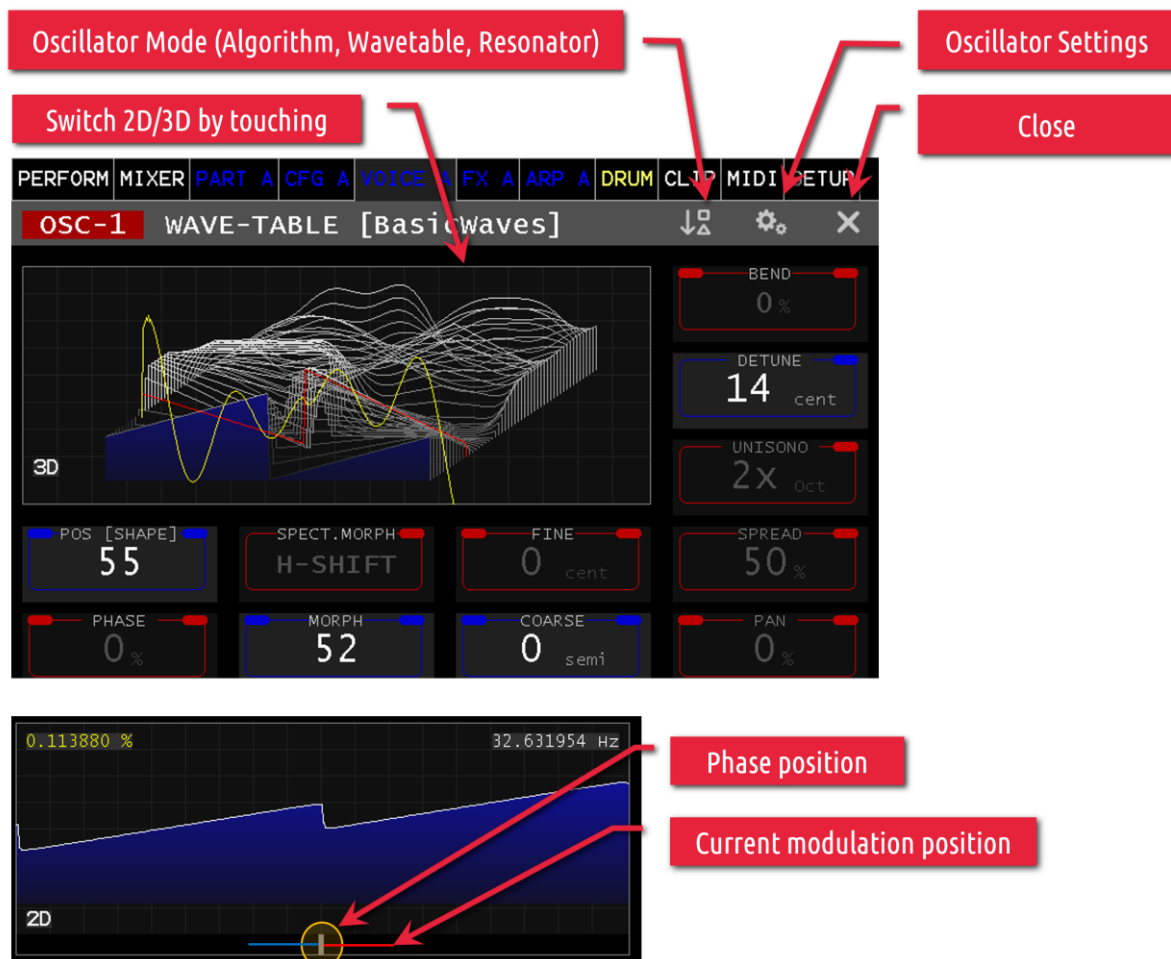 Oscillator Mode (Algorithm, Wavetable, Resonator)
Oscillator Settings
Switch 2D/3D by touching
Close
PERFORM MIXER PART A CFG A VOICE A FX A ARP A DRUM CLIP MIDI SETUP
OSC-1 WAVE-TABLE [BasicWaves]
BEND
0 %
DETUNE
14 cent
UNISONO
2x Oct
3D
POS [SHAPE] SPECT.MORPH FINE SPREAD
55 H-SHIFT 0 cent 50 %
PHASE MORPH COARSE PAN
0 % 52 0 semi 0 %
0.113880 % 32.631954 Hz
Phase position
Current modulation position
2D